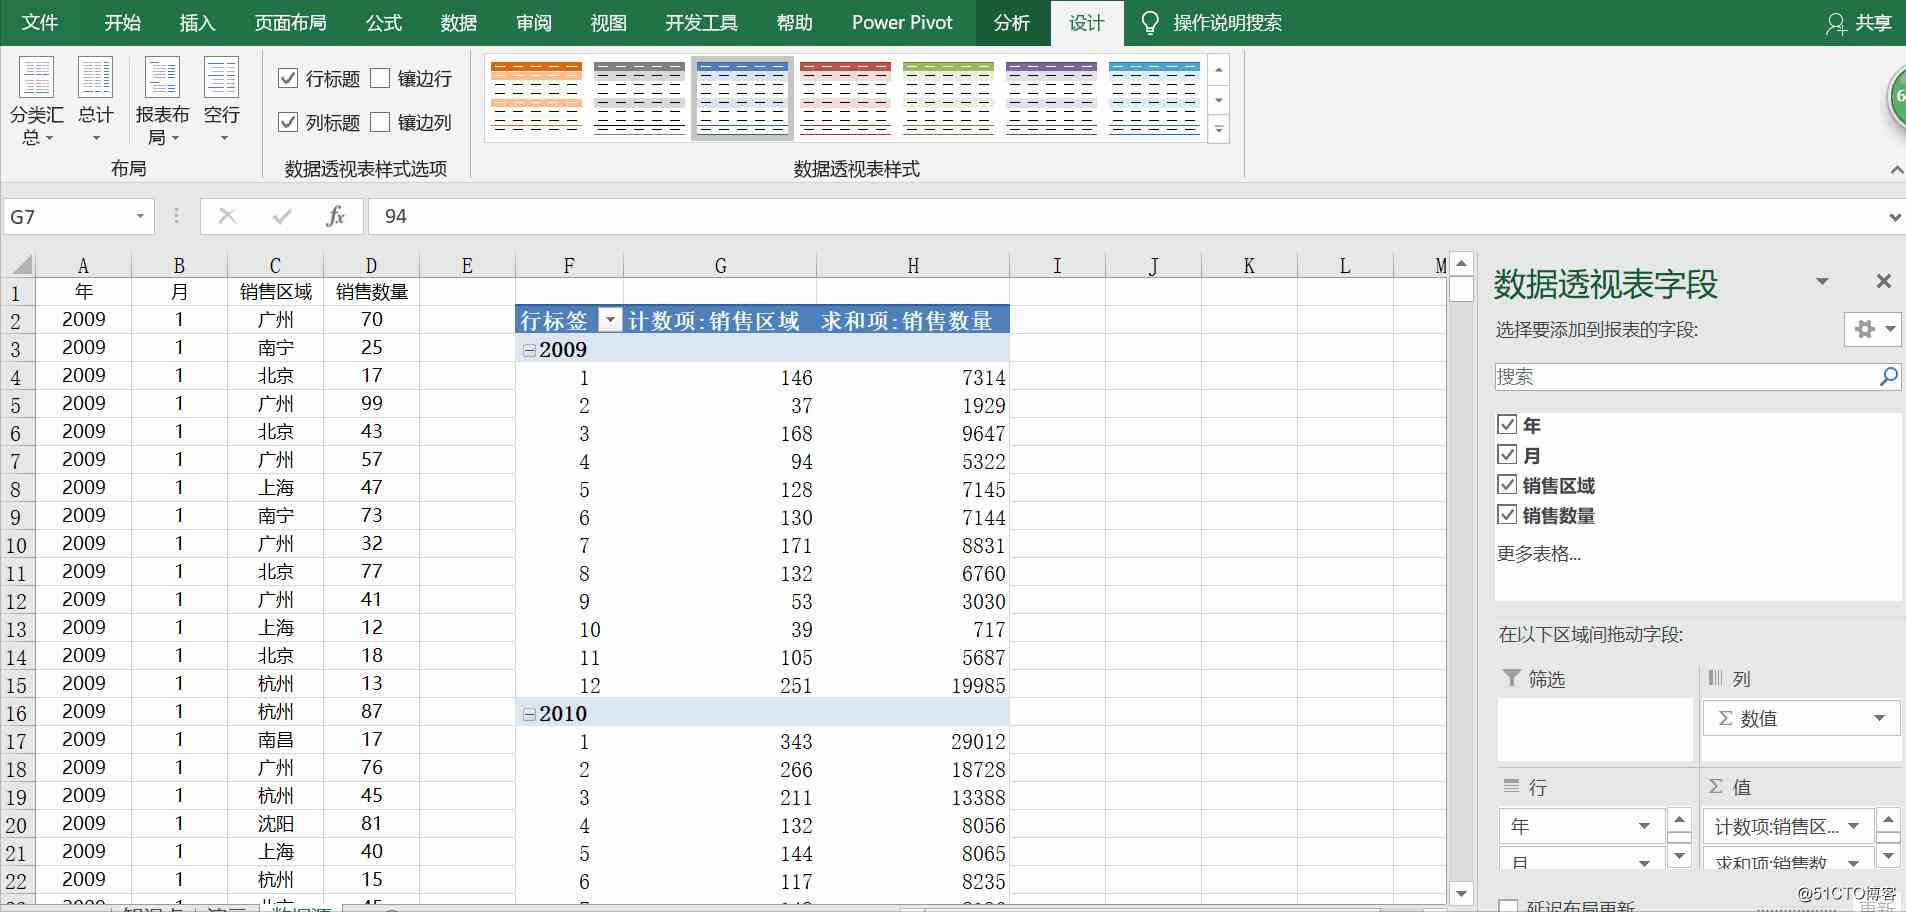 文件 开始 插入 页面布局 公式 数据 审阅 视图 开发工具 帮助 Power Pivot 分析 设计 操作说明搜索 共享
分类汇总 总计 报表布局 空行
行标题 镶边行
列标题 镶边列
布局 数据透视表样式选项 数据透视表样式
6
G7 fx 94
A B C D E F G H I J K L M
1 年 月 销售区域 销售数量
2 2009 1 广州 70 行标签 计数项:销售区域 求和项:销售数量
3 2009 1 南宁 25 2009
4 2009 1 北京 17 1 146 7314
5 2009 1 广州 99 2 37 1929
6 2009 1 北京 43 3 168 9647
7 2009 1 广州 57 4 94 5322
8 2009 1 上海 47 5 128 7145
9 2009 1 南宁 73 6 130 7144
10 2009 1 广州 32 7 171 8831
11 2009 1 北京 77 8 132 6760
12 2009 1 广州 41 9 53 3030
13 2009 1 上海 12 10 39 717
14 2009 1 北京 18 11 105 5687
15 2009 1 杭州 13 12 251 19985
16 2009 1 杭州 87 2010
17 2009 1 南昌 17 1 343 29012
18 2009 1 广州 76 2 266 18728
19 2009 1 杭州 45 3 211 13388
20 2009 1 沈阳 81 4 132 8056
21 2009 1 上海 40 5 144 8065
22 2009 1 杭州 15 6 117 8235
数据透视表字段
选择要添加到报表的字段:
搜索
年
月
销售区域
销售数量
更多表格...
在以下区域间拖动字段:
筛选 列
Σ 数值
行 Σ 值
年 计数项:销售区...
月 求和项:销售数
@51CTO博客
延迟布局更新 更新